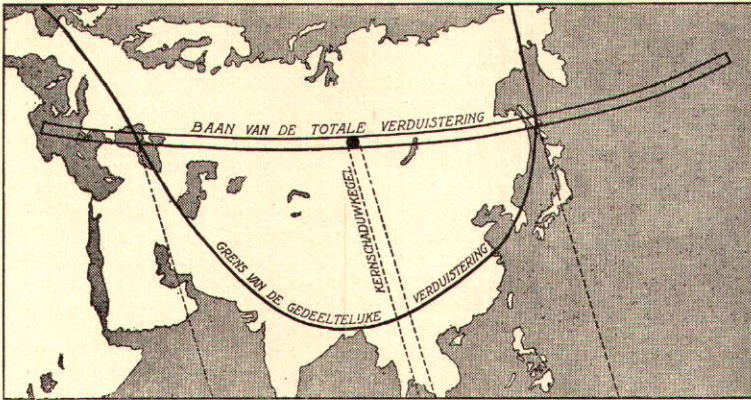 BAAN VAN DE TOTALE VERDUISTERING
KERNSCHADUWKEGEL
GRENS VAN DE GEDEELTELIJKE VERDUISTERING